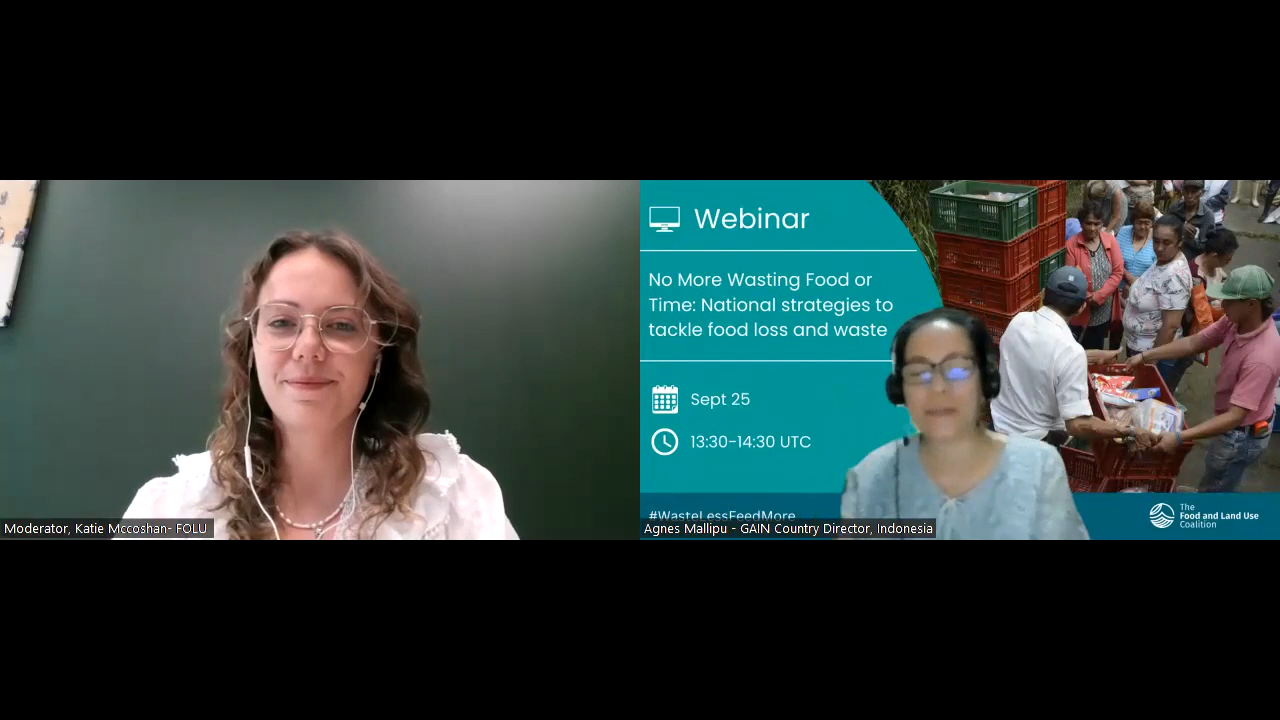 Webinar
No More Wasting Food or
Time: National strategies to
tackle food loss and waste
Sept 25
13:30-14:30 UTC
#WasteLessFeedMore
The
Food and Land Use
Coalition
Moderator, Katie Mccoshan- FOLU
Agnes Mallipu - GAIN Country Director, Indonesia